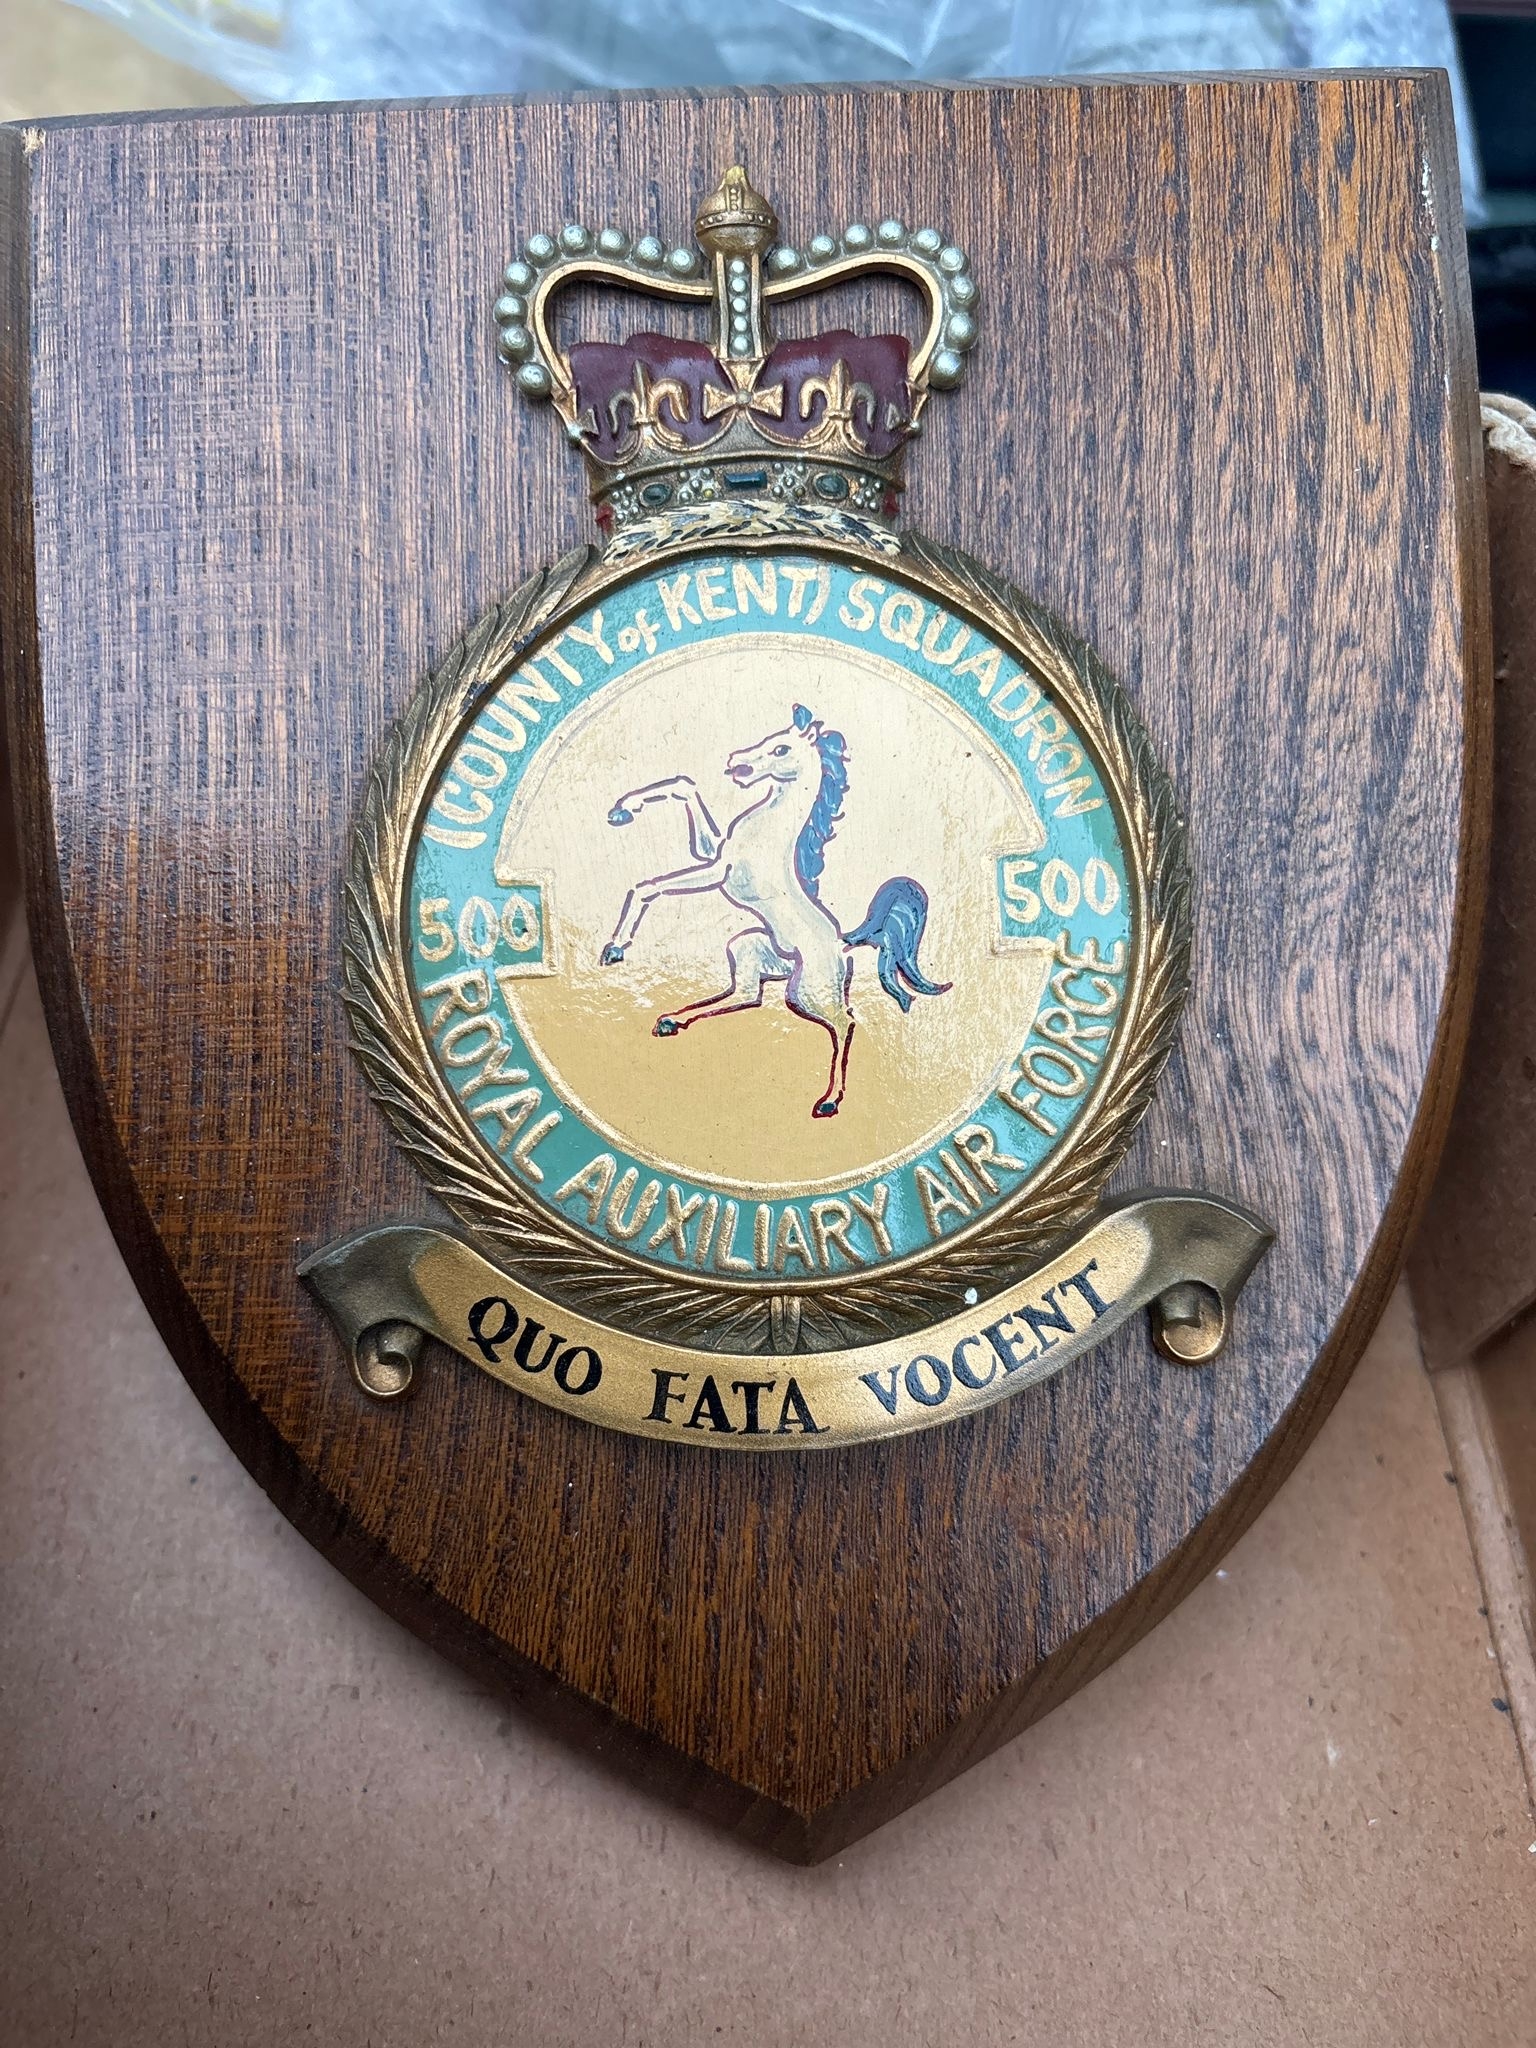 (COUNTY of KENT) SQUADRON
500 500
ROYAL AUXILIARY AIR FORCE
QUO FATA VOCENT